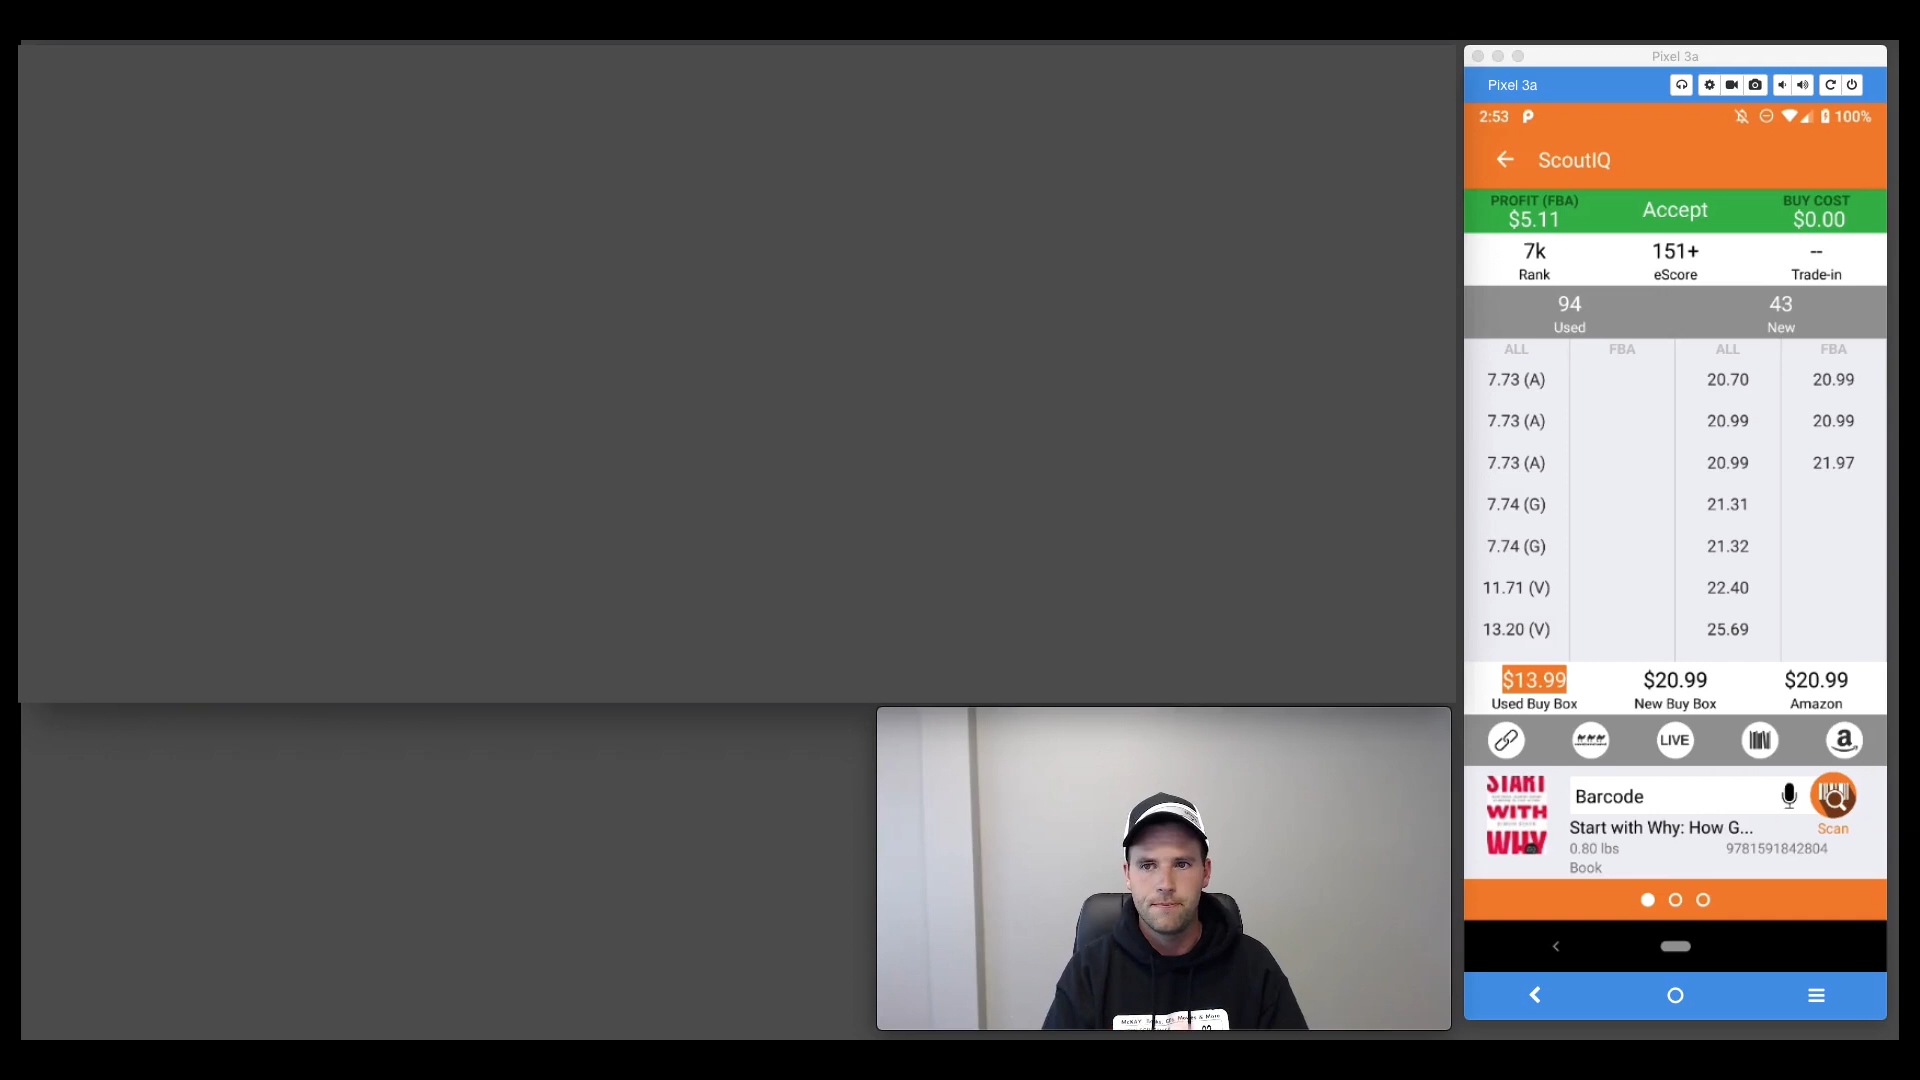 Pixel 3a
Pixel 3a
2:53 100%
ScoutIQ
PROFIT (FBA) BUY COST
$5.11 Accept $0.00
7k 151+ --
Rank eScore Trade-in
94 43
Used New
ALL FBA ALL FBA
7.73 (A) 20.70 20.99
7.73 (A) 20.99 20.99
7.73 (A) 20.99 21.97
7.74 (G) 21.31
7.74 (G) 21.32
11.71 (V) 22.40
13.20 (V) 25.69
$13.99 $20.99 $20.99
Used Buy Box New Buy Box Amazon
LIVE a
START
WITH
WHY
Barcode
Start with Why: How G...
Scan
0.80 lbs 9781591842804
Book